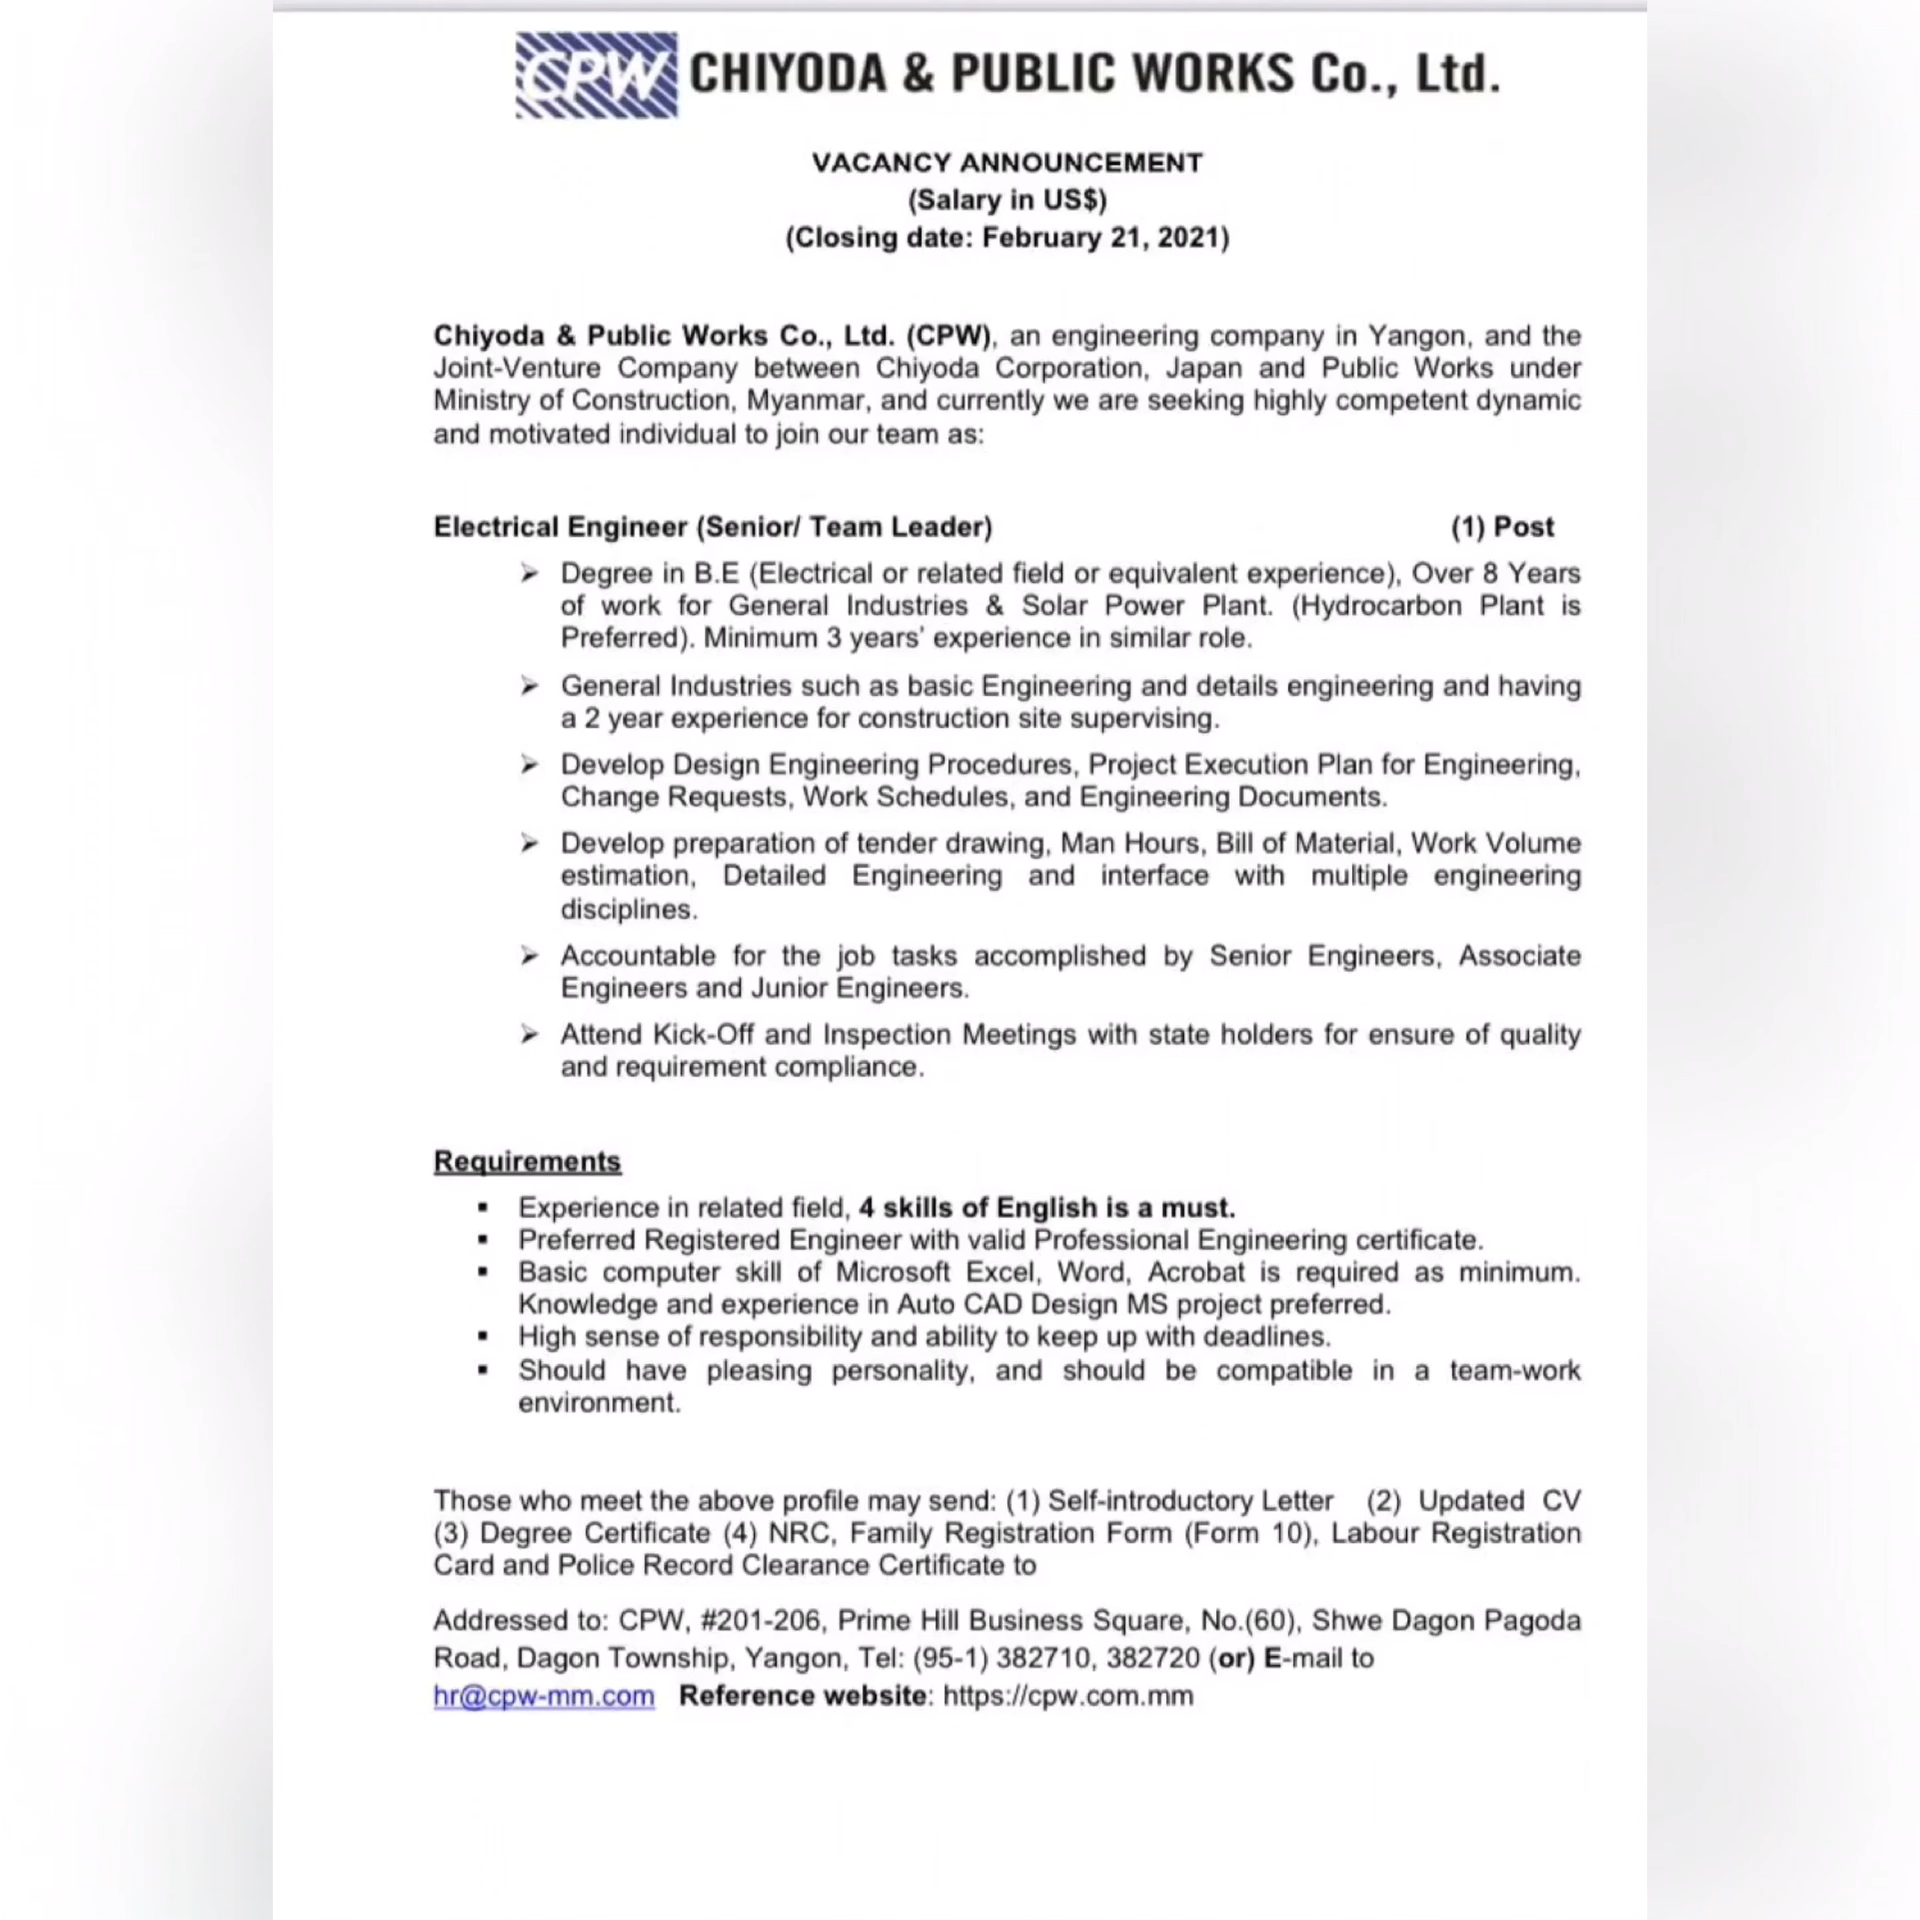 CPW CHIYODA & PUBLIC WORKS Co., Ltd.
VACANCY ANNOUNCEMENT
(Salary in US$)
(Closing date: February 21, 2021)
Chiyoda & Public Works Co., Ltd. (CPW), an engineering company in Yangon, and the
Joint-Venture Company between Chiyoda Corporation, Japan and Public Works under
Ministry of Construction, Myanmar, and currently we are seeking highly competent dynamic
and motivated individual to join our team as:
Electrical Engineer (Senior/ Team Leader) (1) Post
➢ Degree in B.E (Electrical or related field or equivalent experience), Over 8 Years
of work for General Industries & Solar Power Plant. (Hydrocarbon Plant is
Preferred). Minimum 3 years' experience in similar role.
➢ General Industries such as basic Engineering and details engineering and having
a 2 year experience for construction site supervising.
➢ Develop Design Engineering Procedures, Project Execution Plan for Engineering,
Change Requests, Work Schedules, and Engineering Documents.
➢ Develop preparation of tender drawing, Man Hours, Bill of Material, Work Volume
estimation, Detailed Engineering and interface with multiple engineering
disciplines.
➢ Accountable for the job tasks accomplished by Senior Engineers, Associate
Engineers and Junior Engineers.
➢ Attend Kick-Off and Inspection Meetings with state holders for ensure of quality
and requirement compliance.
Requirements
▪ Experience in related field, 4 skills of English is a must.
▪ Preferred Registered Engineer with valid Professional Engineering certificate.
▪ Basic computer skill of Microsoft Excel, Word, Acrobat is required as minimum.
Knowledge and experience in Auto CAD Design MS project preferred.
▪ High sense of responsibility and ability to keep up with deadlines.
▪ Should have pleasing personality, and should be compatible in a team-work
environment.
Those who meet the above profile may send: (1) Self-introductory Letter (2) Updated CV
(3) Degree Certificate (4) NRC, Family Registration Form (Form 10), Labour Registration
Card and Police Record Clearance Certificate to
Addressed to: CPW, #201-206, Prime Hill Business Square, No.(60), Shwe Dagon Pagoda
Road, Dagon Township, Yangon, Tel: (95-1) 382710, 382720 (or) E-mail to
hr@cpw-mm.com Reference website: https://cpw.com.mm